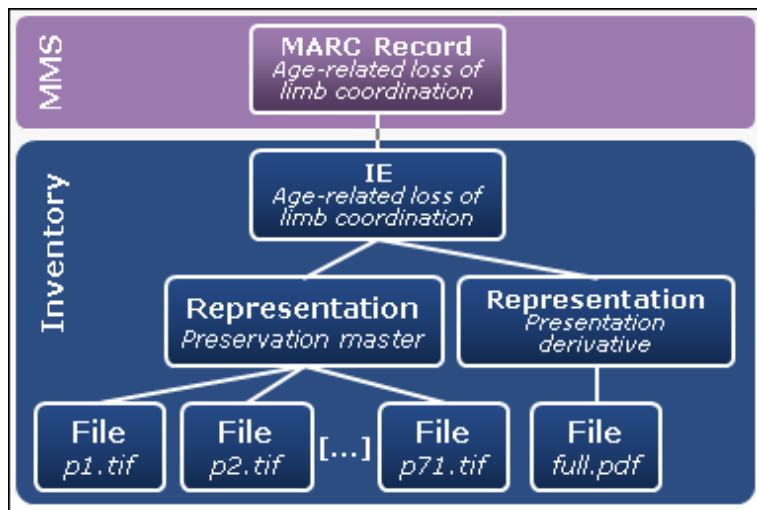 MMS
MARC Record
Age-related loss of
limb coordination
Inventory
IE
Age-related loss of
limb coordination
Representation
Preservation master
Representation
Presentation
derivative
File
p1.tif
File
p2.tif
[...]
File
p71.tif
File
full.pdf